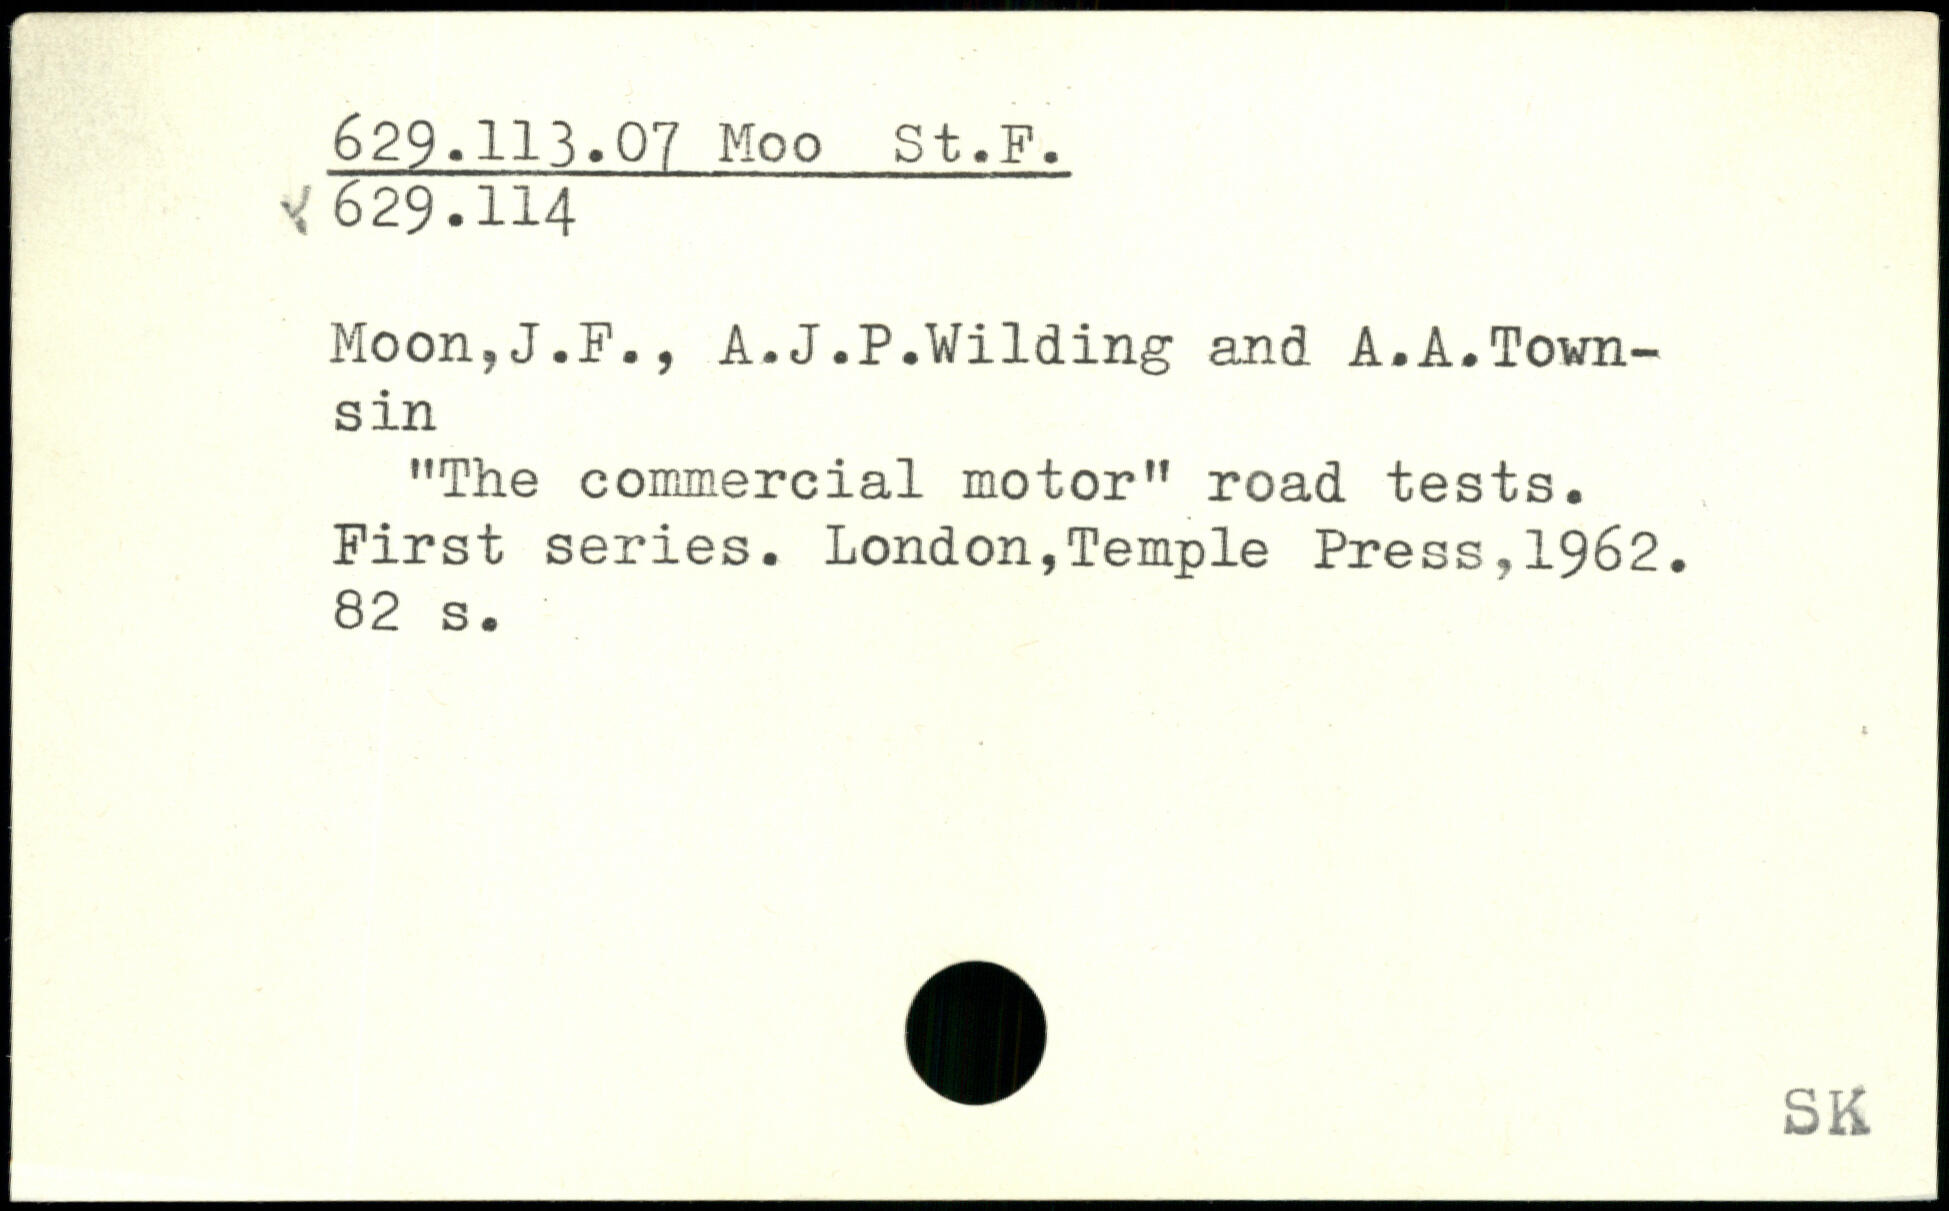 629.113.07 Moo St.F.
629.114
Moon,J.F., A.J.P.Wilding and A.A.Town-
sin
"The commercial motor" road tests.
First series. London,Temple Press,1962.
82 s.
SK